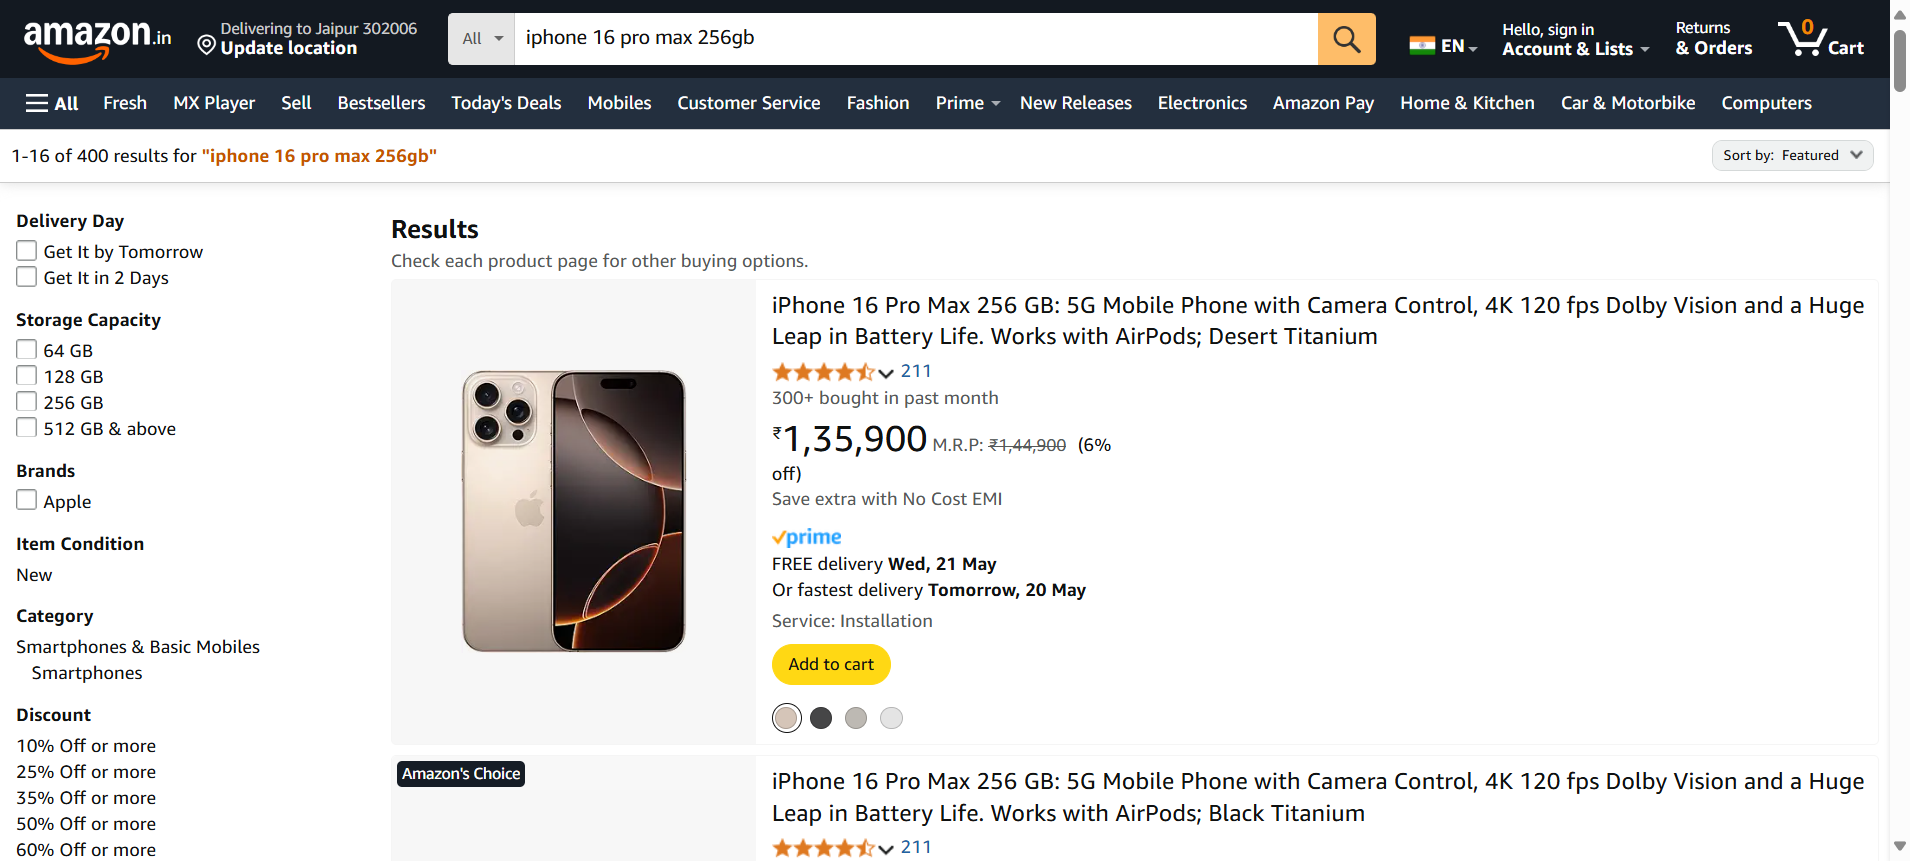 amazon.in
Delivering to Jaipur 302006
Update location
All
iphone 16 pro max 256gb
EN
Hello, sign in
Account & Lists
Returns
& Orders
0
Cart
All
Fresh
MX Player
Sell
Bestsellers
Today's Deals
Mobiles
Customer Service
Fashion
Prime
New Releases
Electronics
Amazon Pay
Home & Kitchen
Car & Motorbike
Computers
1-16 of 400 results for "iphone 16 pro max 256gb"
Sort by: Featured
Delivery Day
Get It by Tomorrow
Get It in 2 Days
Storage Capacity
64 GB
128 GB
256 GB
512 GB & above
Brands
Apple
Item Condition
New
Category
Smartphones & Basic Mobiles
Smartphones
Discount
10% Off or more
25% Off or more
35% Off or more
50% Off or more
60% Off or more
Results
Check each product page for other buying options.
iPhone 16 Pro Max 256 GB: 5G Mobile Phone with Camera Control, 4K 120 fps Dolby Vision and a Huge
Leap in Battery Life. Works with AirPods; Desert Titanium
211
300+ bought in past month
₹1,35,900 M.R.P: ₹1,44,900 (6%
off)
Save extra with No Cost EMI
prime
FREE delivery Wed, 21 May
Or fastest delivery Tomorrow, 20 May
Service: Installation
Add to cart
Amazon's Choice
iPhone 16 Pro Max 256 GB: 5G Mobile Phone with Camera Control, 4K 120 fps Dolby Vision and a Huge
Leap in Battery Life. Works with AirPods; Black Titanium
211